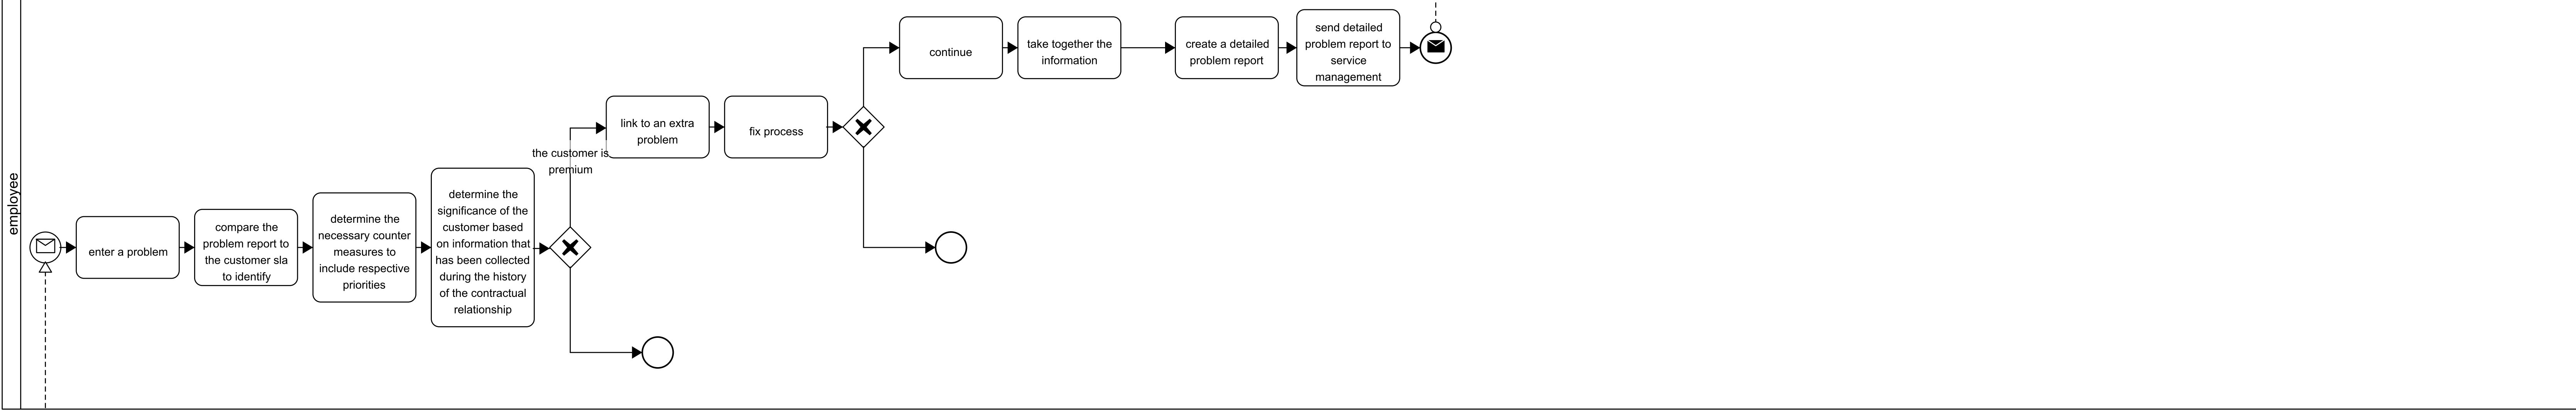 employee
enter a problem
compare the
problem report to
the customer sla
to identify
determine the
necessary counter
measures to
include respective
priorities
determine the
significance of the
customer based
on information that
has been collected
during the history
of the contractual
relationship
the customer is
premium
link to an extra
problem
fix process
continue
take together the
information
create a detailed
problem report
send detailed
problem report to
service
management